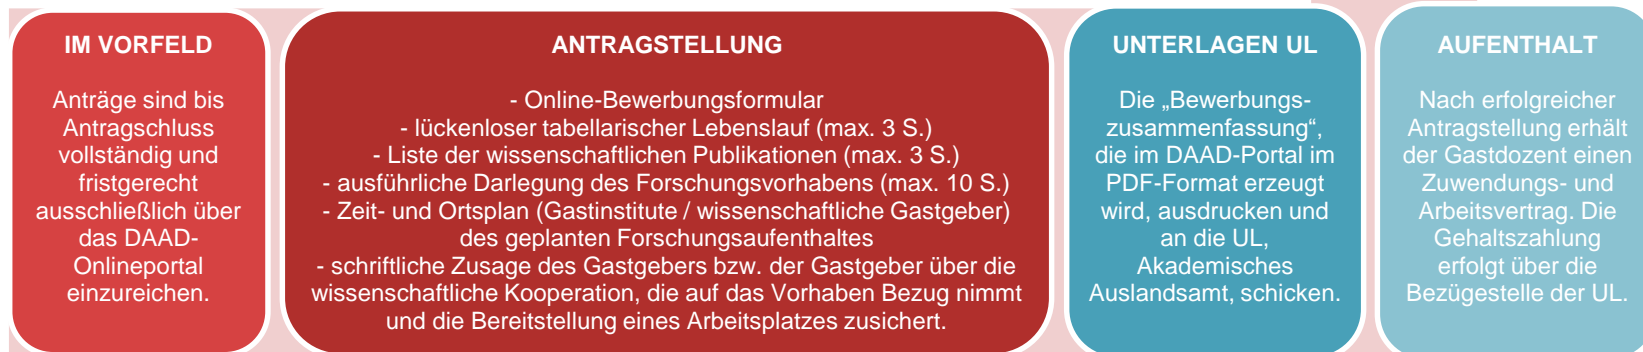 IM VORFELD
Anträge sind bis
Antragschluss
vollständig und
fristgerecht
ausschließlich über
das DAAD-
Onlineportal
einzureichen.
ANTRAGSTELLUNG
- Online-Bewerbungsformular
- lückenloser tabellarischer Lebenslauf (max. 3 S.)
- Liste der wissenschaftlichen Publikationen (max. 3 S.)
- ausführliche Darlegung des Forschungsvorhabens (max. 10 S.)
- Zeit- und Ortsplan (Gastinstitute / wissenschaftliche Gastgeber)
des geplanten Forschungsaufenthaltes
- schriftliche Zusage des Gastgebers bzw. der Gastgeber über die
wissenschaftliche Kooperation, die auf das Vorhaben Bezug nimmt
und die Bereitstellung eines Arbeitsplatzes zusichert.
UNTERLAGEN UL
Die „Bewerbungs-
zusammenfassung“,
die im DAAD-Portal im
PDF-Format erzeugt
wird, ausdrucken und
an die UL,
Akademisches
Auslandsamt, schicken.
AUFENTHALT
Nach erfolgreicher
Antragstellung erhält
der Gastdozent einen
Zuwendungs- und
Arbeitsvertrag. Die
Gehaltszahlung
erfolgt über die
Bezügestelle der UL.